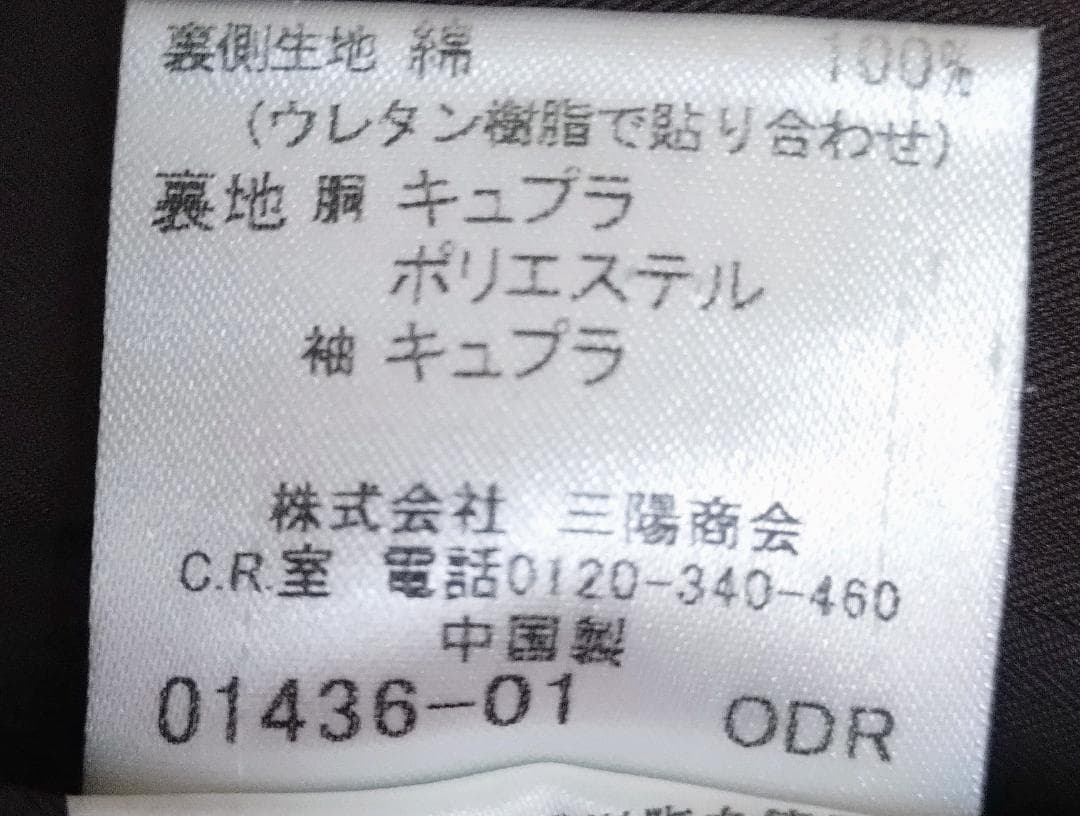 裏側生地 綿 100%
(ウレタン樹脂で貼り合わせ)
裏地 胴 キュプラ
ポリエステル
袖 キュプラ
株式会社 三陽商会
C.R.室 電話0120-340-460
中国製
01436-01 ODR